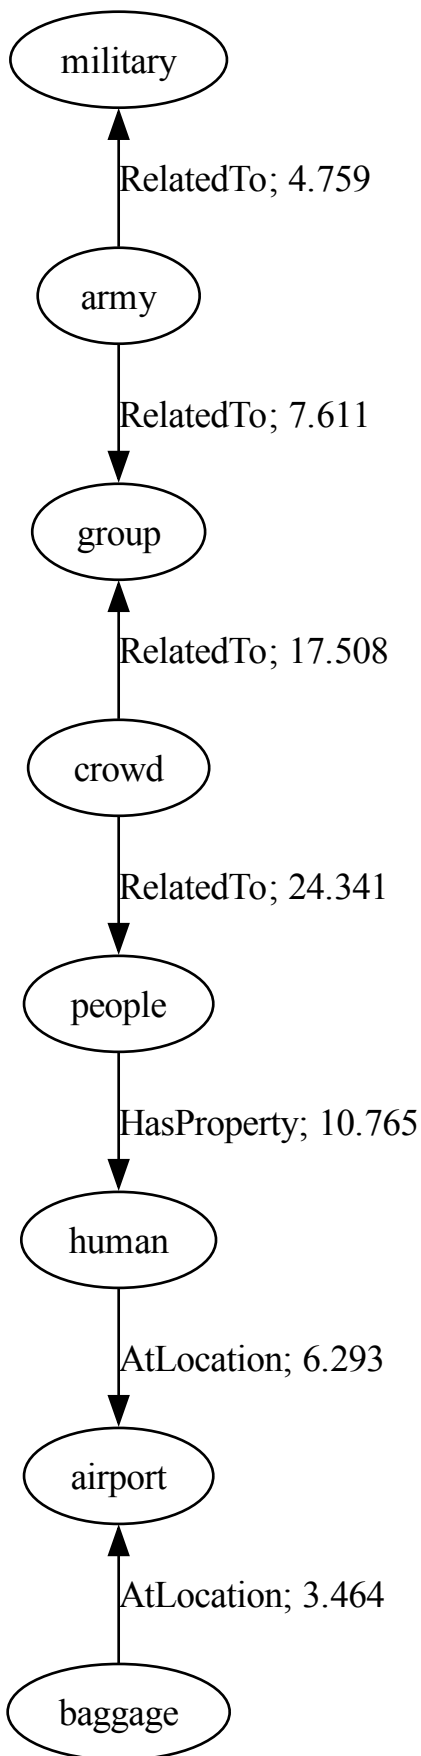 military
RelatedTo; 4.759
army
RelatedTo; 7.611
group
RelatedTo; 17.508
crowd
RelatedTo; 24.341
people
HasProperty; 10.765
human
AtLocation; 6.293
airport
AtLocation; 3.464
baggage